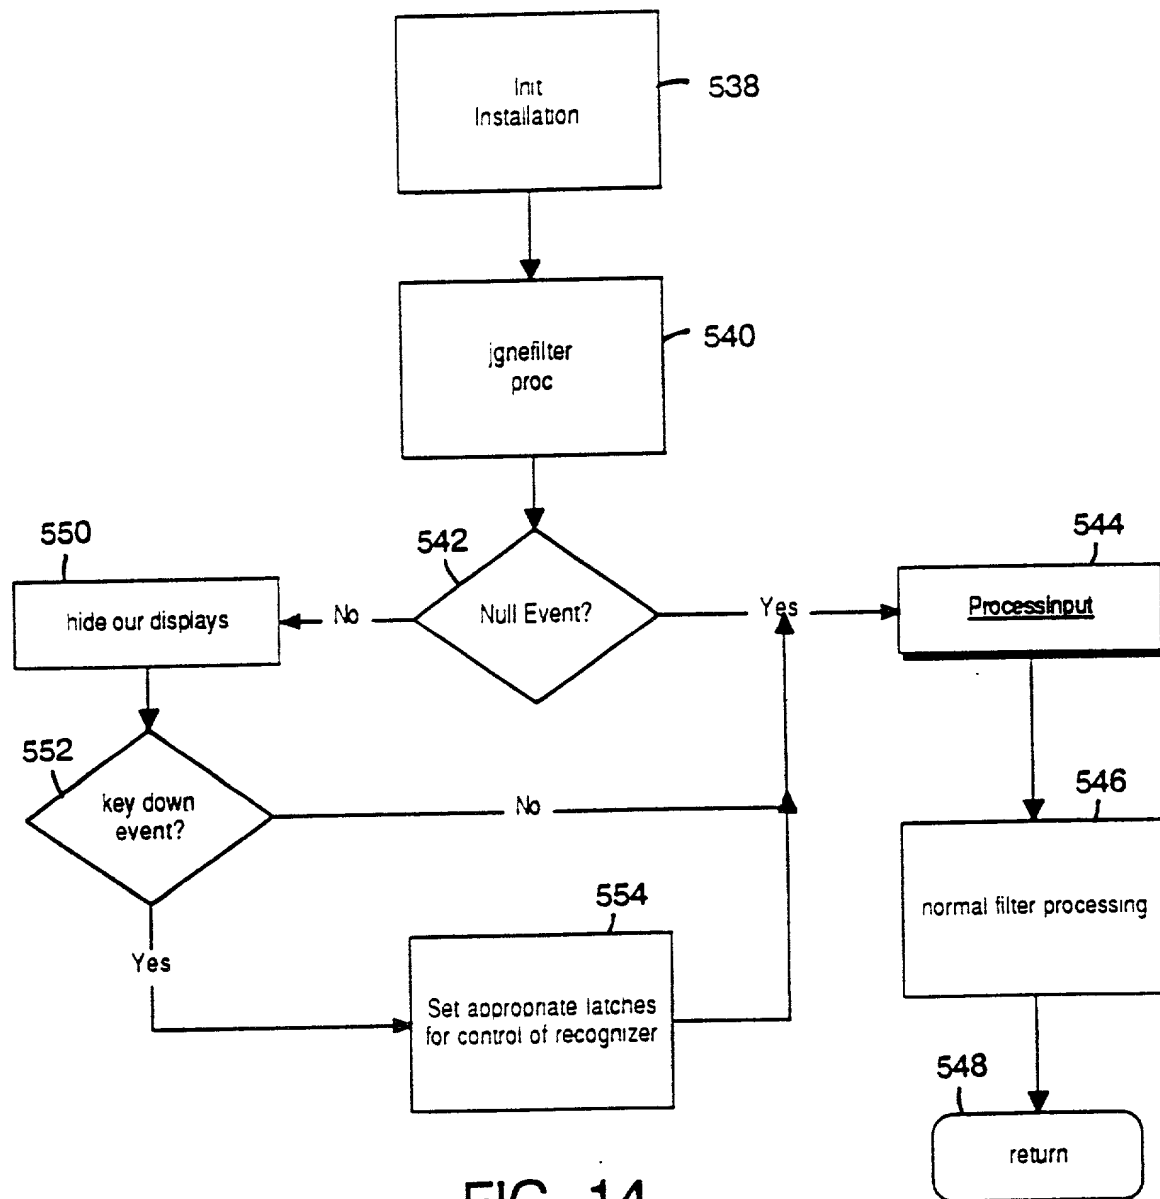 Init
Installation
538
jgnefilter
proc
540
550
542
544
hide our displays
No
Null Event?
Yes
Processinput
552
key down
event?
No
546
normal filter processing
Yes
554
Set appropriate latches
for control of recognizer
548
return
FIG. 14